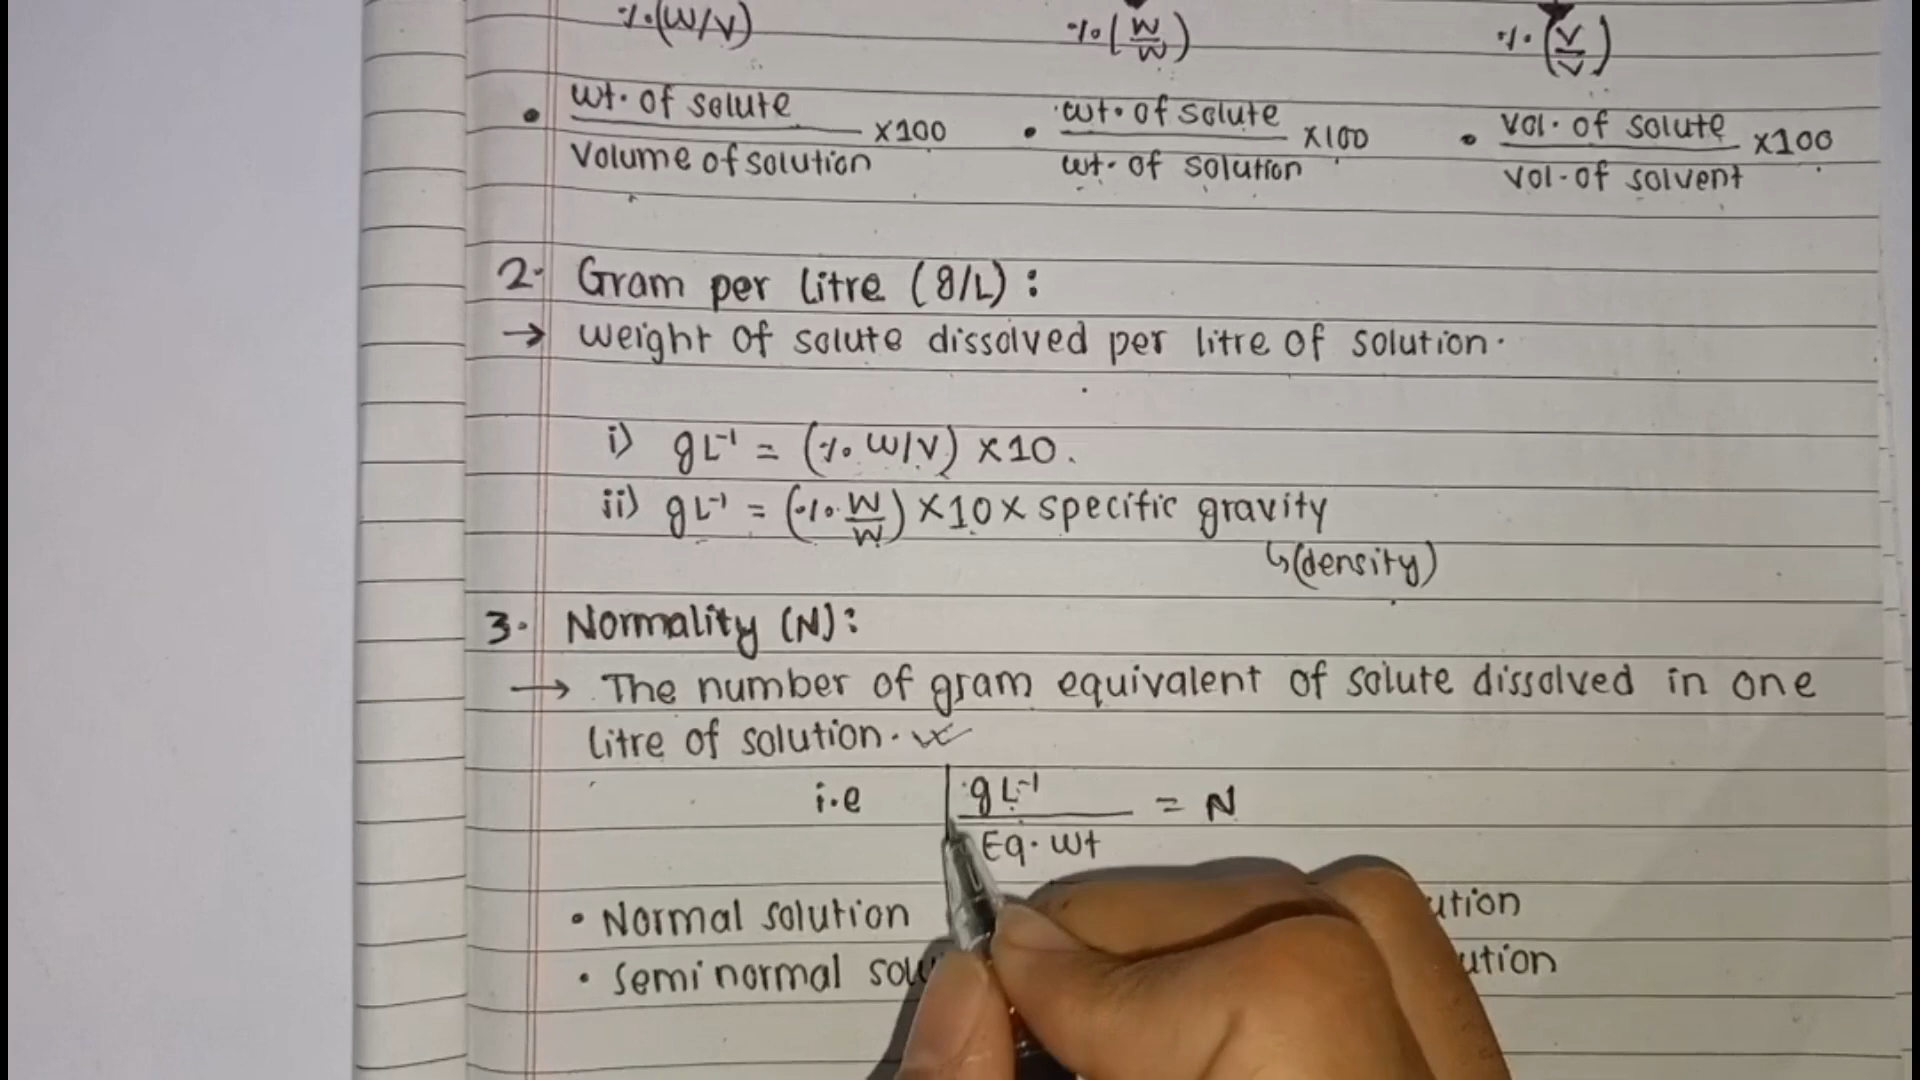 %(W/V) %(W/W) %(V/V)
• wt. of solute / Volume of solution ×100 • wt. of solute / wt. of solution ×100 • Vol. of solute / Vol. of solvent ×100
2. Gram per litre (g/L) :
→ Weight of solute dissolved per litre of solution.
i) gL⁻¹ = (% W/V) ×10.
ii) gL⁻¹ = (% W/W) ×10× specific gravity
↳(density)
3. Normality (N):
→ The number of gram equivalent of solute dissolved in one
litre of solution.
i.e gL⁻¹ / Eq. wt = N
• Normal solution
• Semi normal